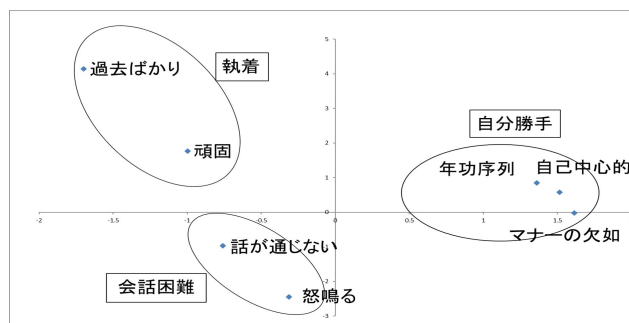 5
過去ばかり
執着
4
3
自分勝手
2
頑固
年功序列 自己中心的
1
0
-2 -1.5 -1 -0.5 0 0.5 1 1.5
マナーの欠如
-1
話が通じない
会話困難
-2
怒鳴る
-3